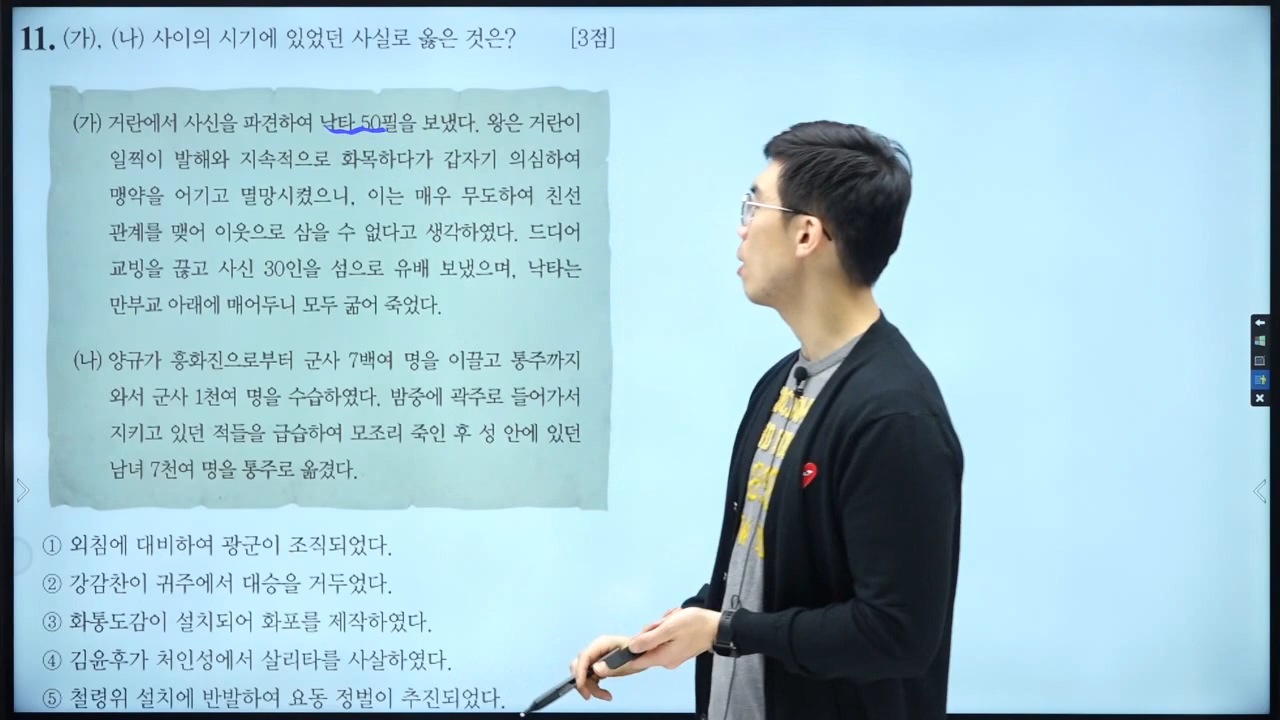 11. (가), (나) 사이의 시기에 있었던 사실로 옳은 것은? [3점]
(가) 거란에서 사신을 파견하여 낙타 50필을 보냈다. 왕은 거란이
일찍이 발해와 지속적으로 화목하다가 갑자기 의심하여
맹약을 어기고 멸망시켰으니, 이는 매우 무도하여 친선
관계를 맺어 이웃으로 삼을 수 없다고 생각하였다. 드디어
교빙을 끊고 사신 30인을 섬으로 유배 보냈으며, 낙타는
만부교 아래에 매어두니 모두 굶어 죽었다.
(나) 양규가 흥화진으로부터 군사 7백여 명을 이끌고 통주까지
와서 군사 1천여 명을 수습하였다. 밤중에 곽주로 들어가서
지키고 있던 적들을 급습하여 모조리 죽인 후 성 안에 있던
남녀 7천여 명을 통주로 옮겼다.
① 외침에 대비하여 광군이 조직되었다.
② 강감찬이 귀주에서 대승을 거두었다.
③ 화통도감이 설치되어 화포를 제작하였다.
④ 김윤후가 처인성에서 살리타를 사살하였다.
⑤ 철령위 설치에 반발하여 요동 정벌이 추진되었다.